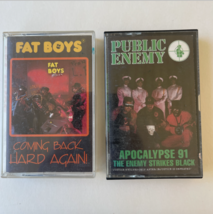 FAT BOYS
FAT
BOYS
COMING BACK
HARD AGAIN!
PUBLIC
ENEMY
APOCALYPSE 91
THE ENEMY STRIKES BLACK